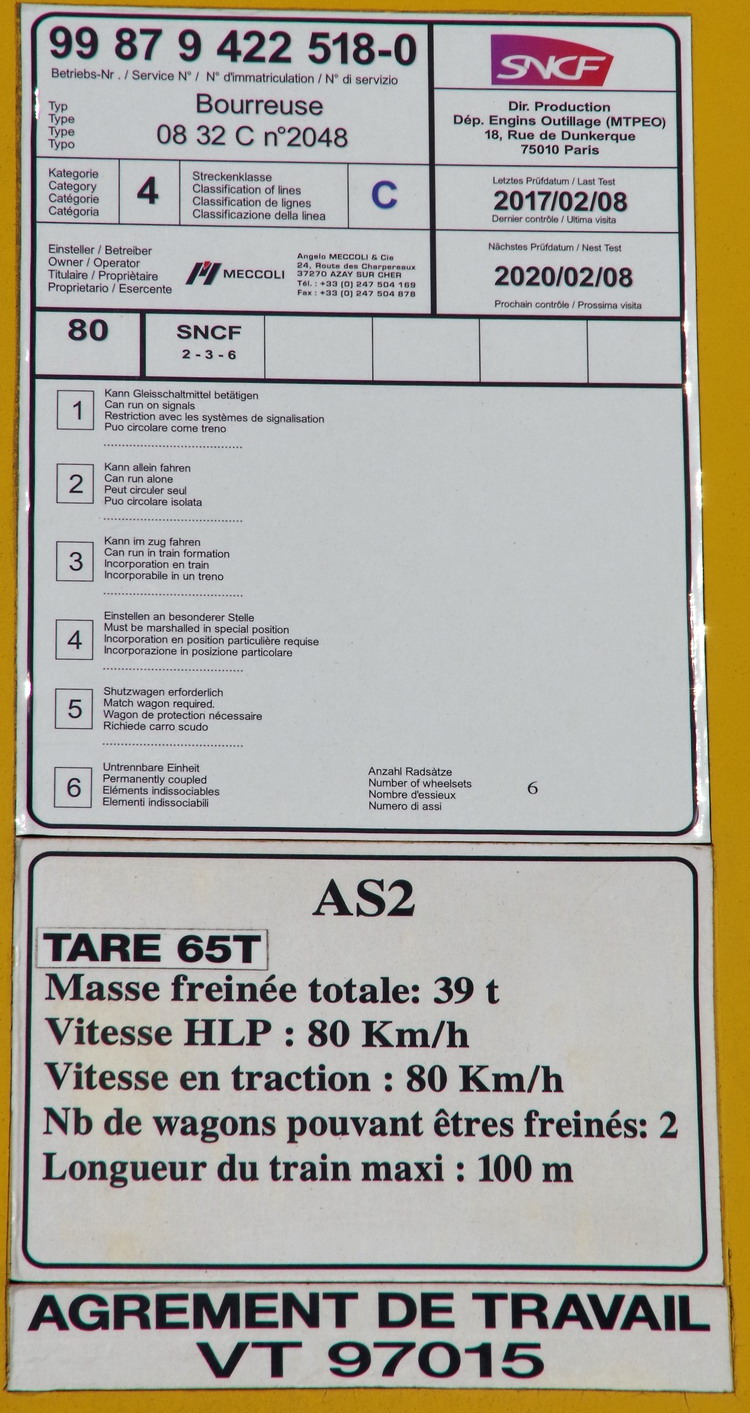 99 87 9 422 518-0
Betriebs-Nr . / Service N° / N° d'immatriculation / N° di servizio
SNCF
Typ
Type
Type
Typo
Bourreuse
08 32 C n°2048
Dir. Production
Dép. Engins Outillage (MTPEO)
18, Rue de Dunkerque
75010 Paris
Kategorie
Category
Catégorie
Catégoria
4
Streckenklasse
Classification of lines
Classification de lignes
Classificazione della linea
C
Letztes Prüfdatum / Last Test
2017/02/08
Dernier contrôle / Ultima visita
Einsteller / Betreiber
Owner / Operator
Titulaire / Propriètaire
Proprietario / Esercente
MECCOLI
Angelo MECCOLI & Cie
24, Route des Charpereaux
37270 AZAY SUR CHER
Tél. : +33 (0) 247 504 169
Fax : +33 (0) 247 504 878
Nächstes Prüfdatum / Nest Test
2020/02/08
Prochain contrôle / Prossima visita
80
SNCF
2 - 3 - 6
1
Kann Gleisschaltmittel betätigen
Can run on signals
Restriction avec les systèmes de signalisation
Puo circolare come treno
2
Kann allein fahren
Can run alone
Peut circuler seul
Puo circolare isolata
3
Kann im zug fahren
Can run in train formation
Incorporation en train
Incorporabile in un treno
4
Einstellen an besonderer Stelle
Must be marshalled in special position
Incorporation en position particulière requise
Incorporazione in posizione particolare
5
Shutzwagen erforderlich
Match wagon required.
Wagon de protection nécessaire
Richiede carro scudo
6
Untrennbare Einheit
Permanently coupled
Eléments indissociables
Elementi indissociabili
Anzahl Radsàtze
Number of wheelsets
Nombre d'essieux
Numero di assi
6
AS2
TARE 65T
Masse freinée totale: 39 t
Vitesse HLP : 80 Km/h
Vitesse en traction : 80 Km/h
Nb de wagons pouvant êtres freinés: 2
Longueur du train maxi : 100 m
AGREMENT DE TRAVAIL
VT 97015